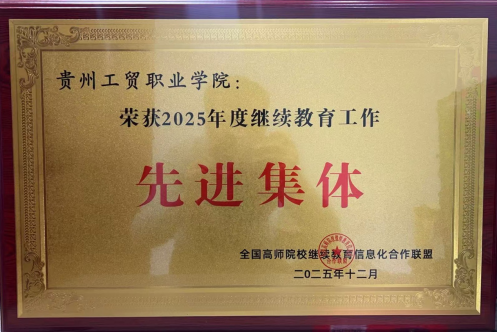 贵州工贸职业学院：
荣获2025年度继续教育工作
先进集体
全国高师院校继续教育信息化合作联盟
二〇二五年十二月